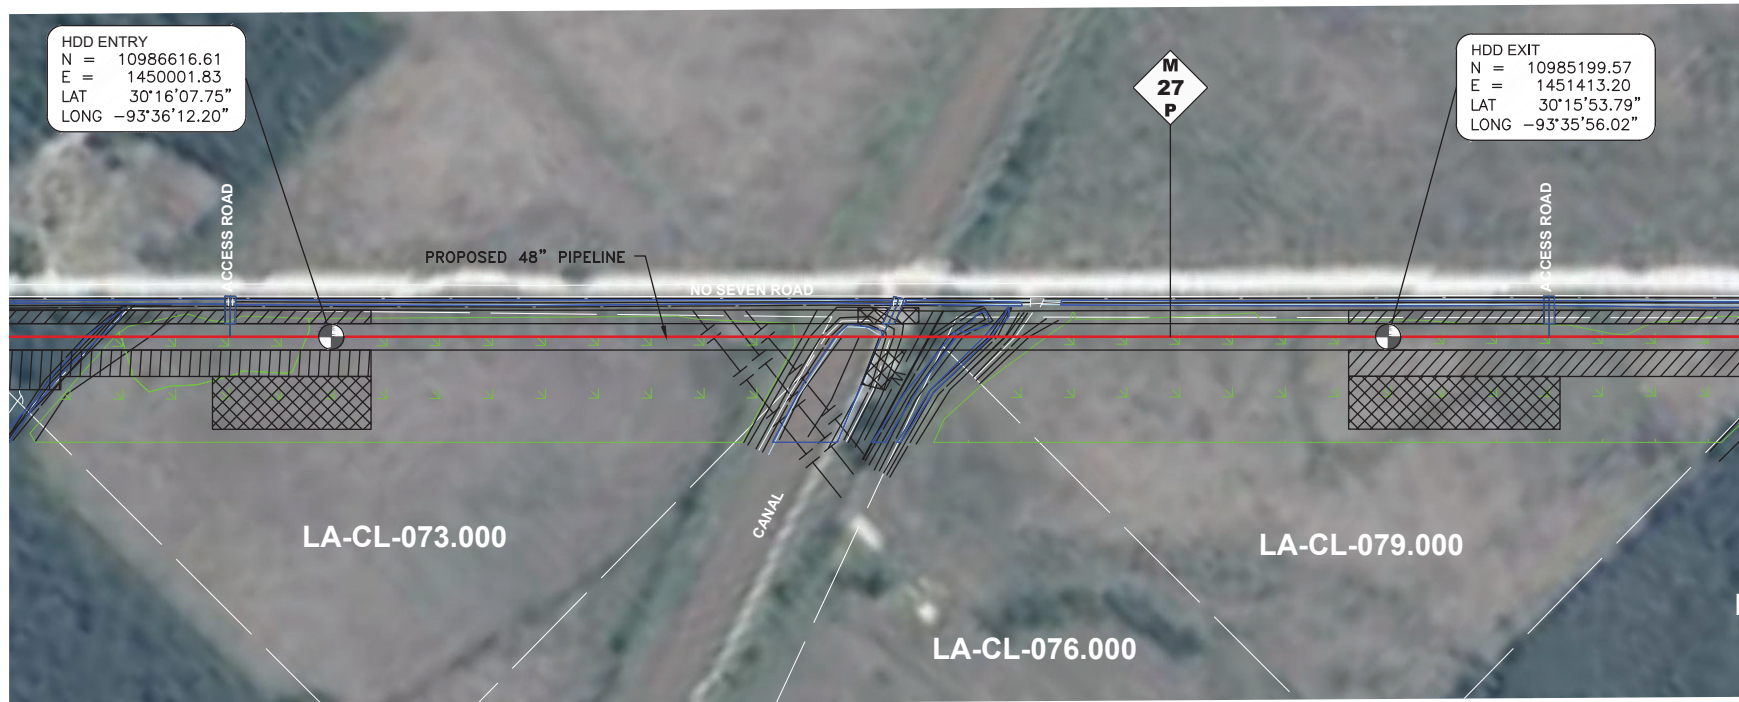 HDD ENTRY
N = 10986616.61
E = 1450001.83
LAT 30°16'07.75"
LONG -93°36'12.20"
M
27
P
HDD EXIT
N = 10985199.57
E = 1451413.20
LAT 30°15'53.79"
LONG -93°35'56.02"
ACCESS ROAD
PROPOSED 48" PIPELINE
NO SEVEN ROAD
ACCESS ROAD
CANAL
LA-CL-073.000
LA-CL-079.000
LA-CL-076.000